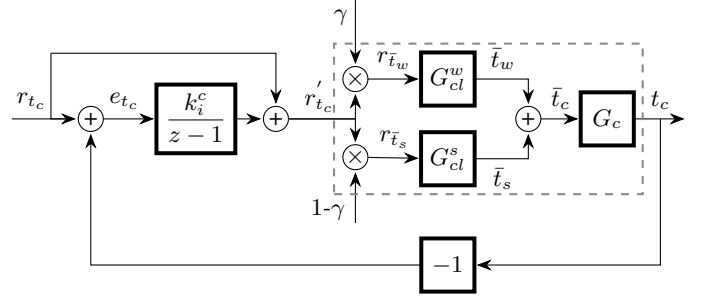 γ
r_{t_c}
e_{t_c}
k_i^c
z − 1
r'_{t_c}
r_{\bar{t}_w}
G_{cl}^w
\bar{t}_w
r_{\bar{t}_s}
G_{cl}^s
\bar{t}_s
\bar{t}_c
G_c
t_c
1-γ
−1